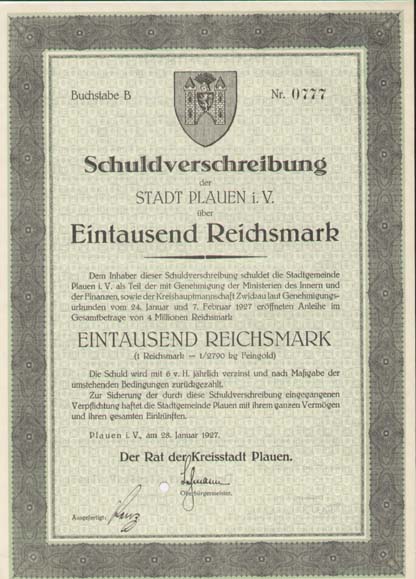 Buchstabe B
Nr. 0777
Schuldverschreibung
der
STADT PLAUEN i. V.
über
Eintausend Reichsmark
Dem Inhaber dieser Schuldverschreibung schuldet die Stadtgemeinde
Plauen i. V. als Teil der mit Genehmigung der Ministerien des Innern und
der Finanzen, sowie der Kreishauptmannschaft Zwickau laut Genehmigungs-
urkunden vom 24. Januar und 7. Februar 1927 eröffneten Anleihe im
Gesamtbetrage von 4 Millionen Reichsmark
EINTAUSEND REICHSMARK
(1 Reichsmark = 1/2790 kg Feingold)
Die Schuld wird mit 6 v. H. jährlich verzinst und nach Maßgabe der
umstehenden Bedingungen zurückgezahlt.
Zur Sicherung der durch diese Schuldverschreibung eingegangenen
Verpflichtung haftet die Stadtgemeinde Plauen mit ihrem ganzen Vermögen
und ihren gesamten Einkünften.
Plauen i. V., am 28. Januar 1927.
Der Rat der Kreisstadt Plauen.
Lehmann
Oberbürgermeister.
Ausgefertigt: